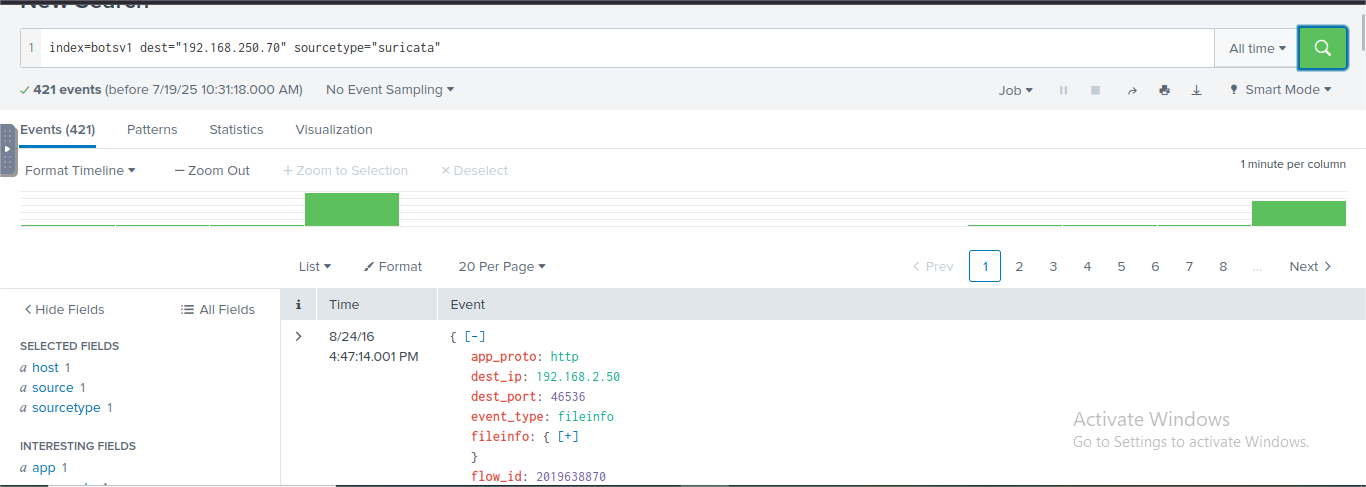 New Search
1 index=botsv1 dest="192.168.250.70" sourcetype="suricata"
All time
421 events (before 7/19/25 10:31:18.000 AM) No Event Sampling
Job
Smart Mode
Events (421) Patterns Statistics Visualization
Format Timeline — Zoom Out + Zoom to Selection × Deselect
1 minute per column
List Format 20 Per Page
< Prev 1 2 3 4 5 6 7 8 ... Next >
< Hide Fields All Fields
i Time Event
SELECTED FIELDS
a host 1
a source 1
a sourcetype 1
INTERESTING FIELDS
a app 1
> 8/24/16
4:47:14.001 PM
{ [-]
app_proto: http
dest_ip: 192.168.2.50
dest_port: 46536
event_type: fileinfo
fileinfo: { [+]
}
flow_id: 2019638870
Activate Windows
Go to Settings to activate Windows.